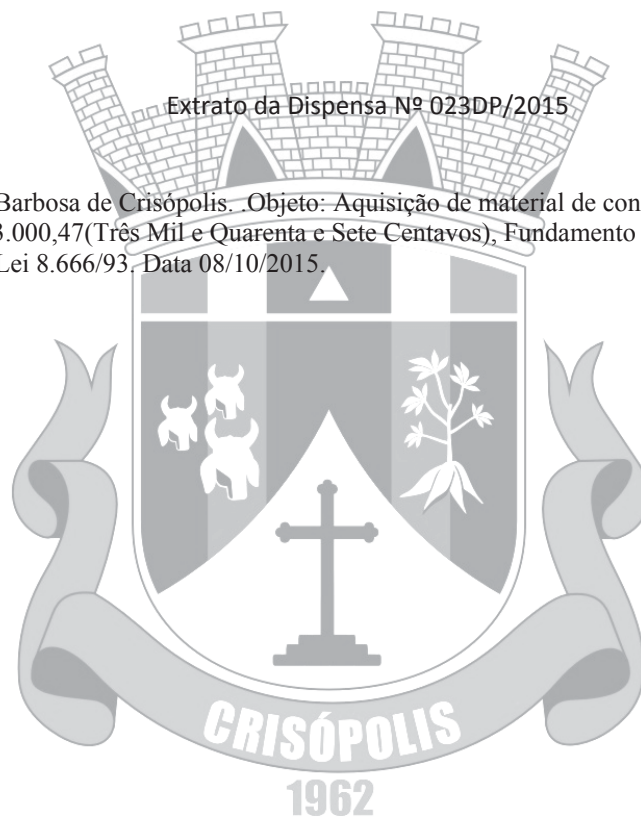 Extrato da Dispensa Nº 023DP/2015
Barbosa de Crisópolis. .Objeto: Aquisição de material de con
3.000,47(Três Mil e Quarenta e Sete Centavos), Fundamento
Lei 8.666/93. Data 08/10/2015.
CRISÓPOLIS
1962